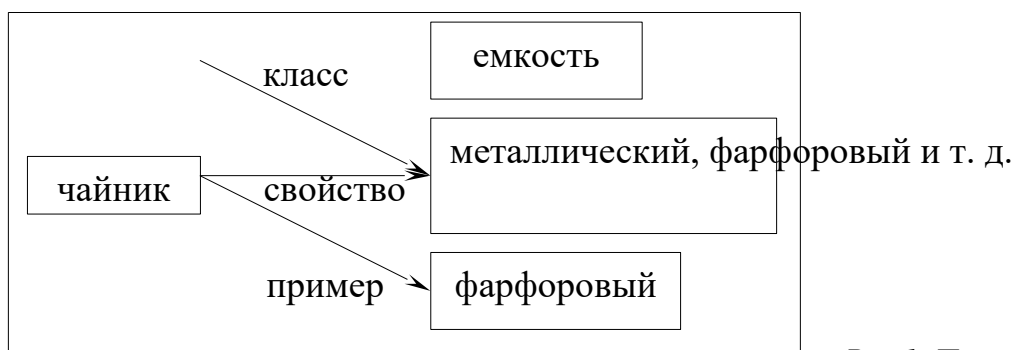 емкость
класс
металлический, фарфоровый и т. д.
чайник
свойство
пример
фарфоровый